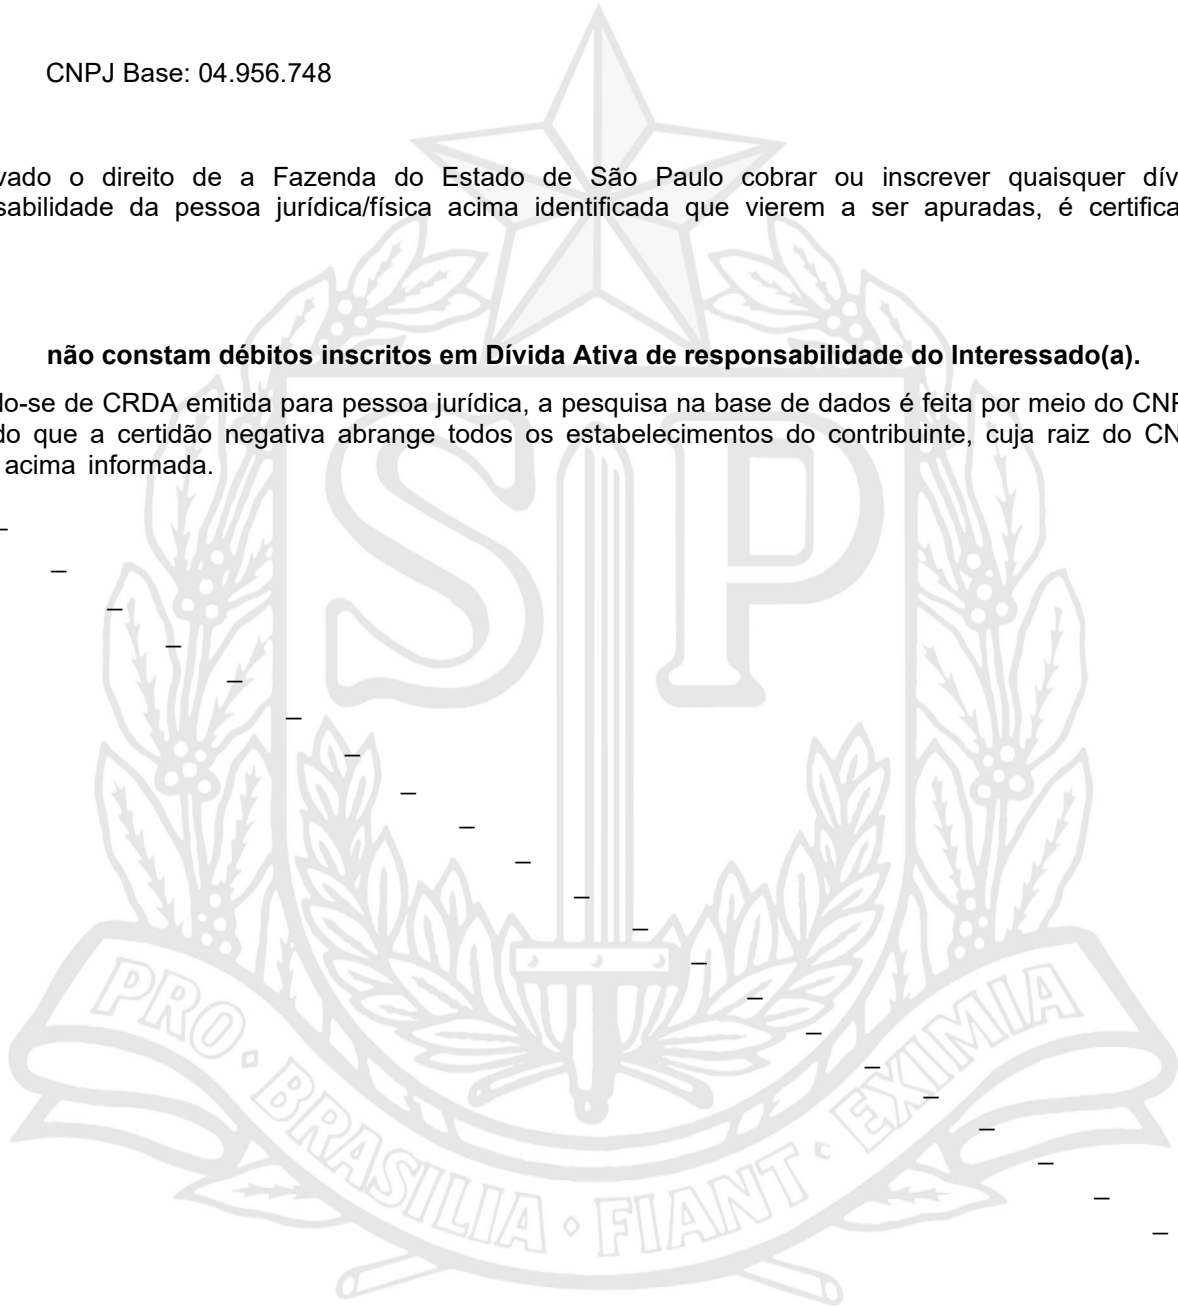 CNPJ Base: 04.956.748
vado o direito de a Fazenda do Estado de São Paulo cobrar ou inscrever quaisquer dív
sabilidade da pessoa jurídica/física acima identificada que vierem a ser apuradas, é certifica
não constam débitos inscritos em Dívida Ativa de responsabilidade do Interessado(a).
do-se de CRDA emitida para pessoa jurídica, a pesquisa na base de dados é feita por meio do CNP
do que a certidão negativa abrange todos os estabelecimentos do contribuinte, cuja raiz do CN
acima informada.
SP
PRO · BRASILIA · FIANT · EXIMIA